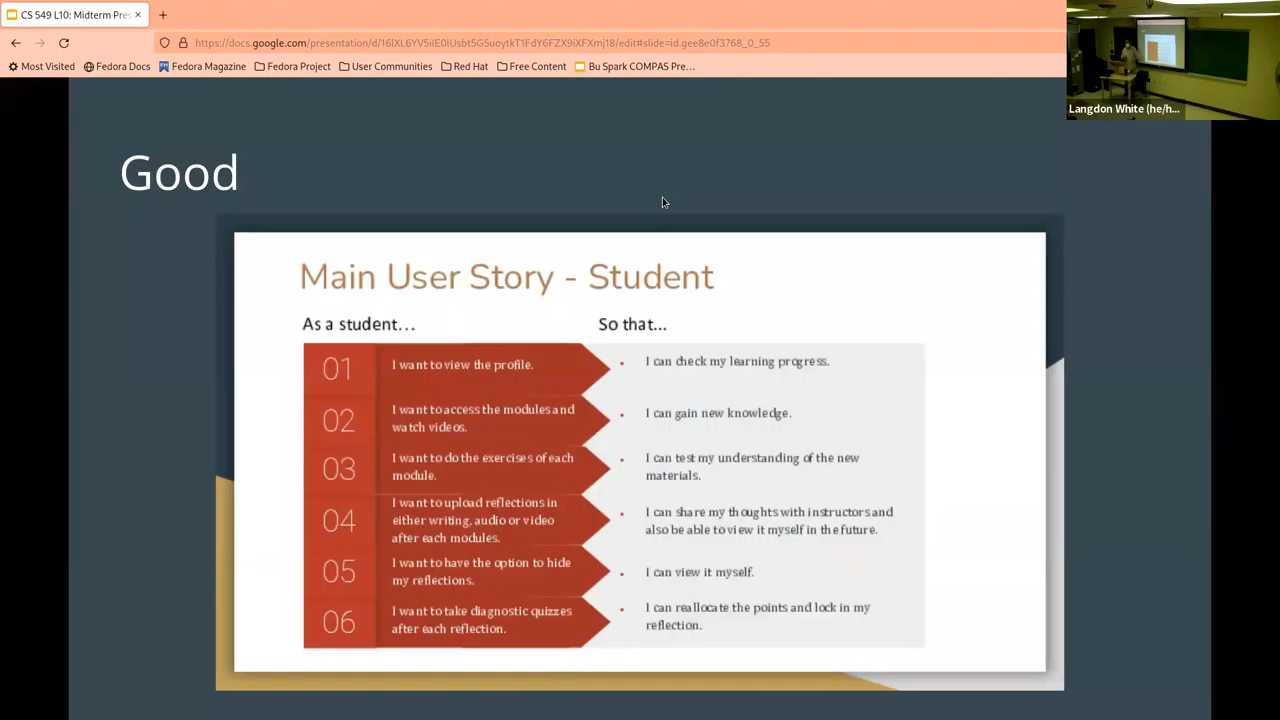 CS 549 L10: Midterm Pres
https://docs.google.com/presentation/d/
Most Visited
Fedora Docs
Fedora Magazine
Fedora Project
User Communities
Red Hat
Free Content
Bu Spark COMPAS Pre...
Langdon White (he/h...
Good
Main User Story - Student
As a student...
So that...
01
I want to view the profile.
I can check my learning progress.
02
I want to access the modules and
watch videos.
I can gain new knowledge.
03
I want to do the exercises of each
module.
I can test my understanding of the new
materials.
04
I want to upload reflections in
either writing, audio or video
after each modules.
I can share my thoughts with instructors and
also be able to view it myself in the future.
05
I want to have the option to hide
my reflections.
I can view it myself.
06
I want to take diagnostic quizzes
after each reflection.
I can reallocate the points and lock in my
reflection.